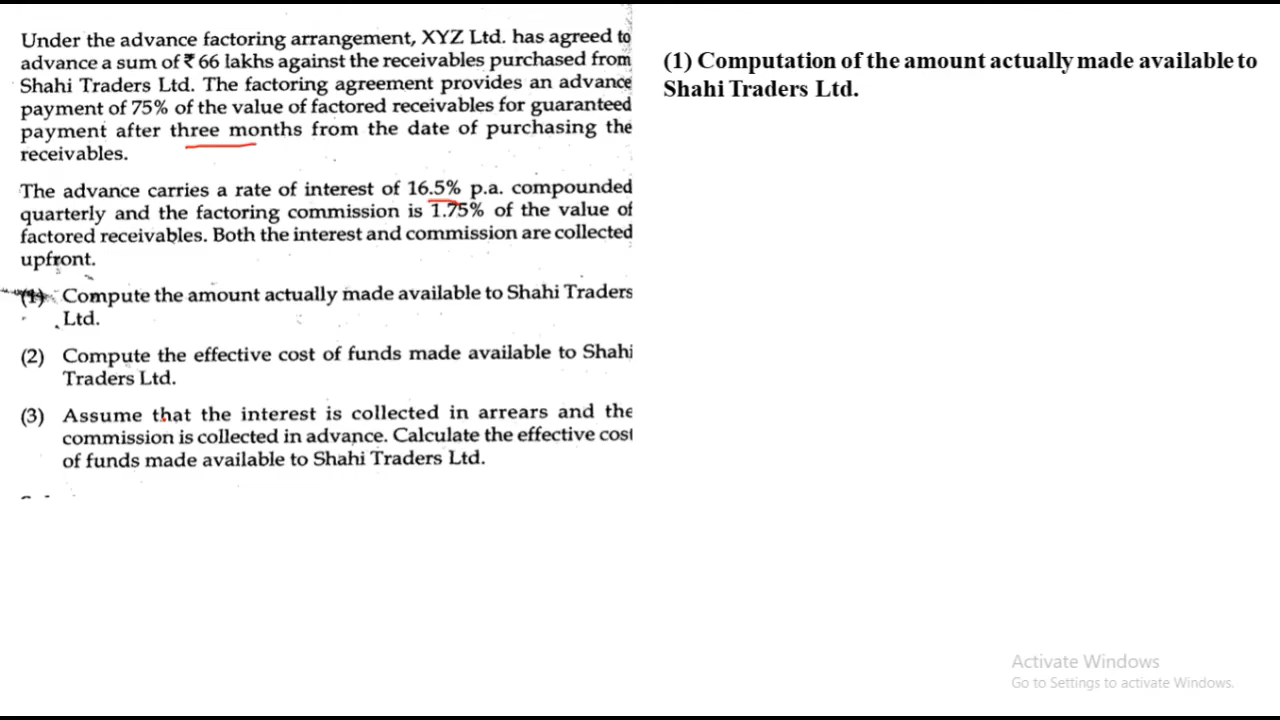 Under the advance factoring arrangement, XYZ Ltd. has agreed to
advance a sum of ₹ 66 lakhs against the receivables purchased from
Shahi Traders Ltd. The factoring agreement provides an advance
payment of 75% of the value of factored receivables for guaranteed
payment after three months from the date of purchasing the
receivables.
The advance carries a rate of interest of 16.5% p.a. compounded
quarterly and the factoring commission is 1.75% of the value of
factored receivables. Both the interest and commission are collected
upfront.
(1) Compute the amount actually made available to Shahi Traders
Ltd.
(2) Compute the effective cost of funds made available to Shahi
Traders Ltd.
(3) Assume that the interest is collected in arrears and the
commission is collected in advance. Calculate the effective cost
of funds made available to Shahi Traders Ltd.
(1) Computation of the amount actually made available to
Shahi Traders Ltd.
Activate Windows
Go to Settings to activate Windows.